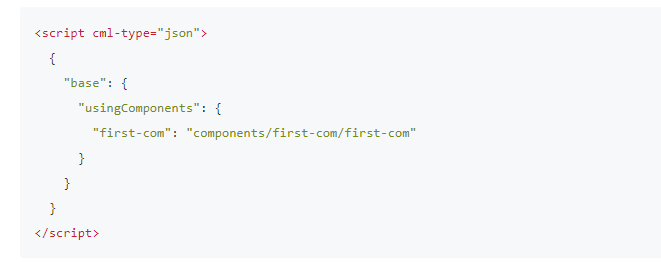 <script cml-type="json">
  {
    "base": {
      "usingComponents": {
        "first-com": "components/first-com/first-com"
      }
    }
  }
</script>